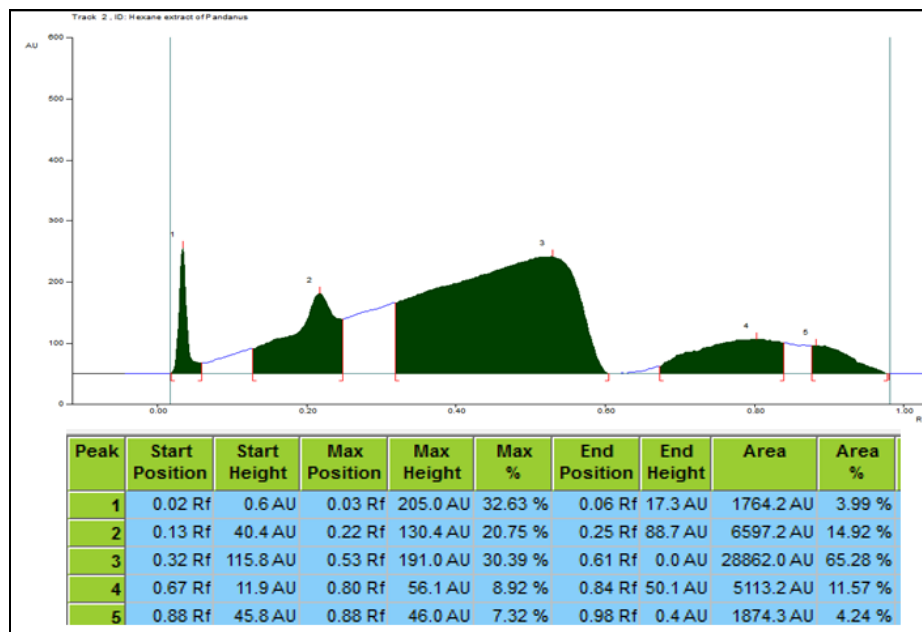 Track 2 , ID: Hexane extract of Pandanus
600
AU
500
400
300
200
100
0
1
2
3
4
5
0.00 0.20 0.40 0.60 0.80 1.00
R
Peak Start Position Start Height Max Position Max Height Max % End Position End Height Area Area %
1 0.02 Rf 0.6 AU 0.03 Rf 205.0 AU 32.63 % 0.06 Rf 17.3 AU 1764.2 AU 3.99 %
2 0.13 Rf 40.4 AU 0.22 Rf 130.4 AU 20.75 % 0.25 Rf 88.7 AU 6597.2 AU 14.92 %
3 0.32 Rf 115.8 AU 0.53 Rf 191.0 AU 30.39 % 0.61 Rf 0.0 AU 28862.0 AU 65.28 %
4 0.67 Rf 11.9 AU 0.80 Rf 56.1 AU 8.92 % 0.84 Rf 50.1 AU 5113.2 AU 11.57 %
5 0.88 Rf 45.8 AU 0.88 Rf 46.0 AU 7.32 % 0.98 Rf 0.4 AU 1874.3 AU 4.24 %